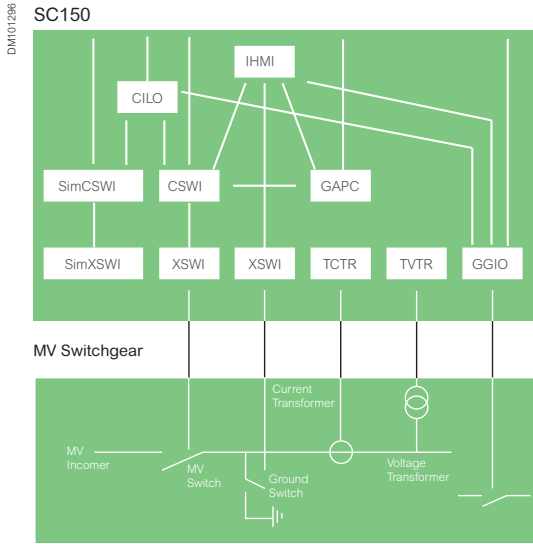 DM101296
SC150
IHMI
CILO
SimCSWI
CSWI
GAPC
SimXSWI
XSWI
XSWI
TCTR
TVTR
GGIO
MV Switchgear
Current
Transformer
MV
Incomer
MV
Switch
Ground
Switch
Voltage
Transformer